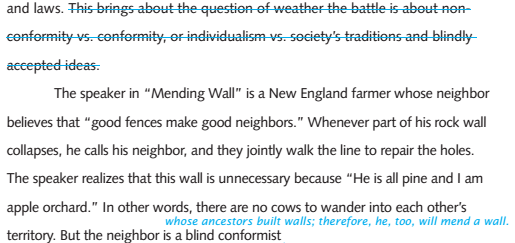 and laws. This brings about the question of weather the battle is about non-
conformity vs. conformity, or individualism vs. society's traditions and blindly
accepted ideas.
The speaker in “Mending Wall” is a New England farmer whose neighbor
believes that “good fences make good neighbors.” Whenever part of his rock wall
collapses, he calls his neighbor, and they jointly walk the line to repair the holes.
The speaker realizes that this wall is unnecessary because “He is all pine and I am
apple orchard.” In other words, there are no cows to wander into each other's
whose ancestors built walls; therefore, he, too, will mend a wall.
territory. But the neighbor is a blind conformist